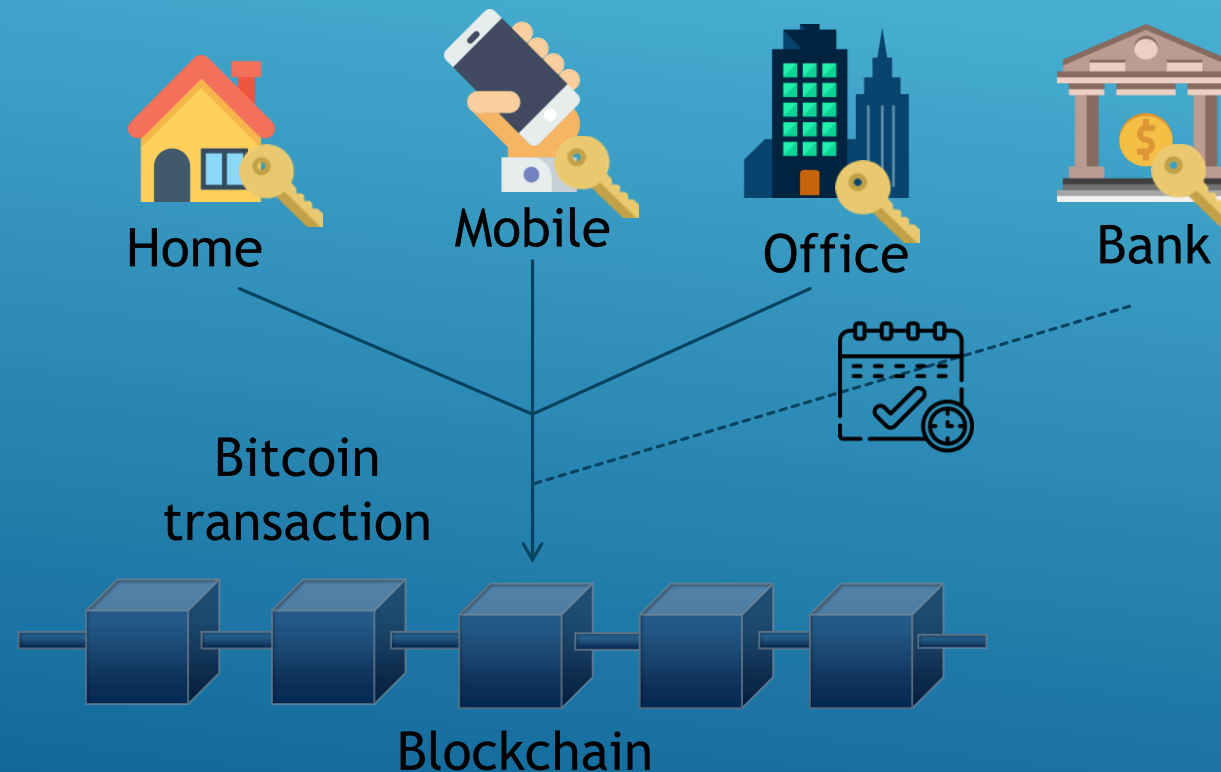 Home
Mobile
Office
Bank
Bitcoin
transaction
Blockchain